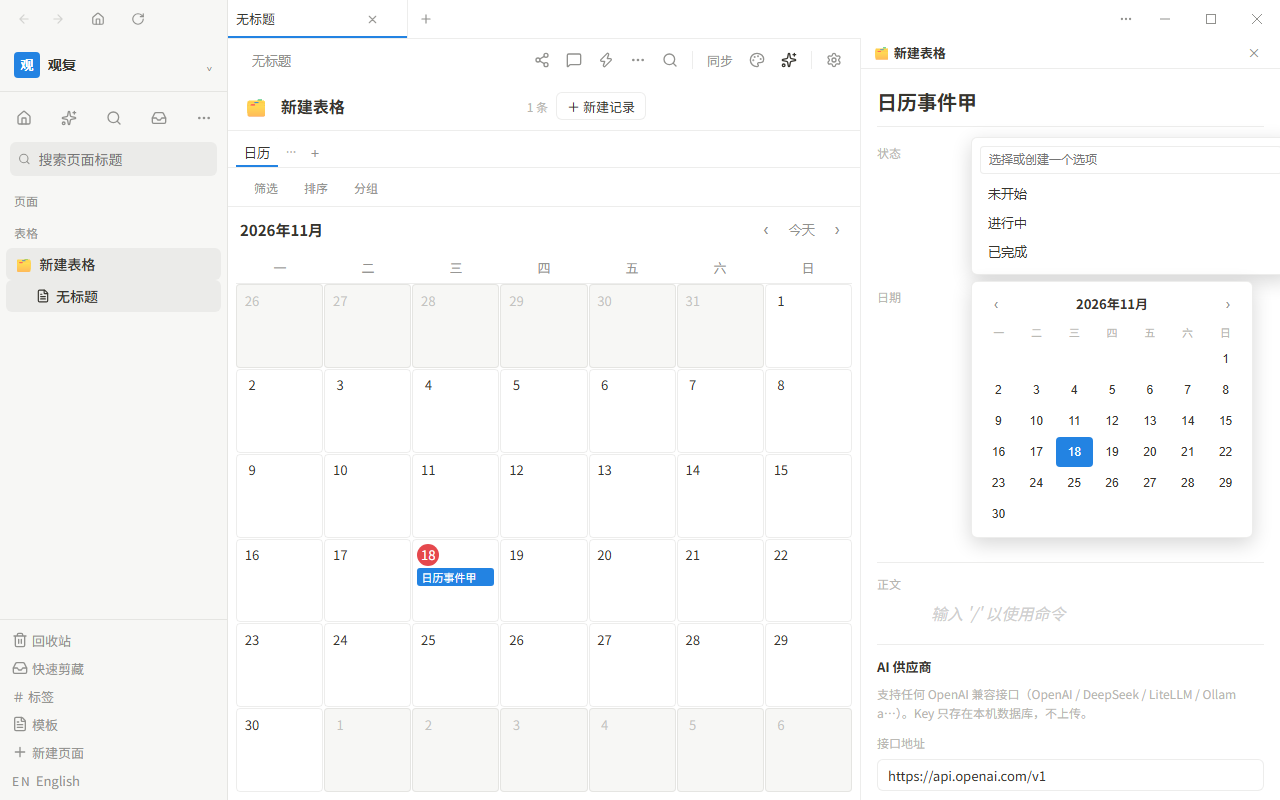 无标题
观 观复
搜索页面标题
页面
表格
新建表格
无标题
回收站
快速剪藏
# 标签
模板
新建页面
EN English
无标题
同步
新建表格
1 条
新建记录
日历
筛选 排序 分组
2026年11月
今天
一 二 三 四 五 六 日
26 27 28 29 30 31 1
2 3 4 5 6 7 8
9 10 11 12 13 14 15
16 17 18 19 20 21 22
日历事件甲
23 24 25 26 27 28 29
30 1 2 3 4 5 6
新建表格
日历事件甲
状态
选择或创建一个选项
未开始
进行中
已完成
日期
2026年11月
一 二 三 四 五 六 日
1
2 3 4 5 6 7 8
9 10 11 12 13 14 15
16 17 18 19 20 21 22
23 24 25 26 27 28 29
30
正文
输入 '/' 以使用命令
AI 供应商
支持任何 OpenAI 兼容接口（OpenAI / DeepSeek / LiteLLM / Ollam
a…）。Key 只存在本机数据库，不上传。
接口地址
https://api.openai.com/v1